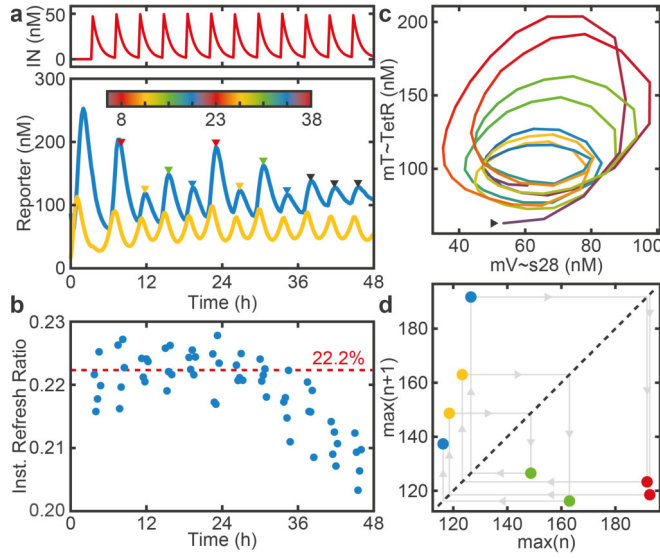 a
IN (nM)
50
0
300
200
100
0
Reporter (nM)
8 23 38
0 12 24 36 48
Time (h)
b
0.23
0.22
0.21
0.20
Inst. Refresh Ratio
22.2%
0 12 24 36 48
Time (h)
c
mT~TetR (nM)
200
150
100
40 60 80 100
mV~s28 (nM)
d
max(n+1)
180
160
140
120
120 140 160 180
max(n)